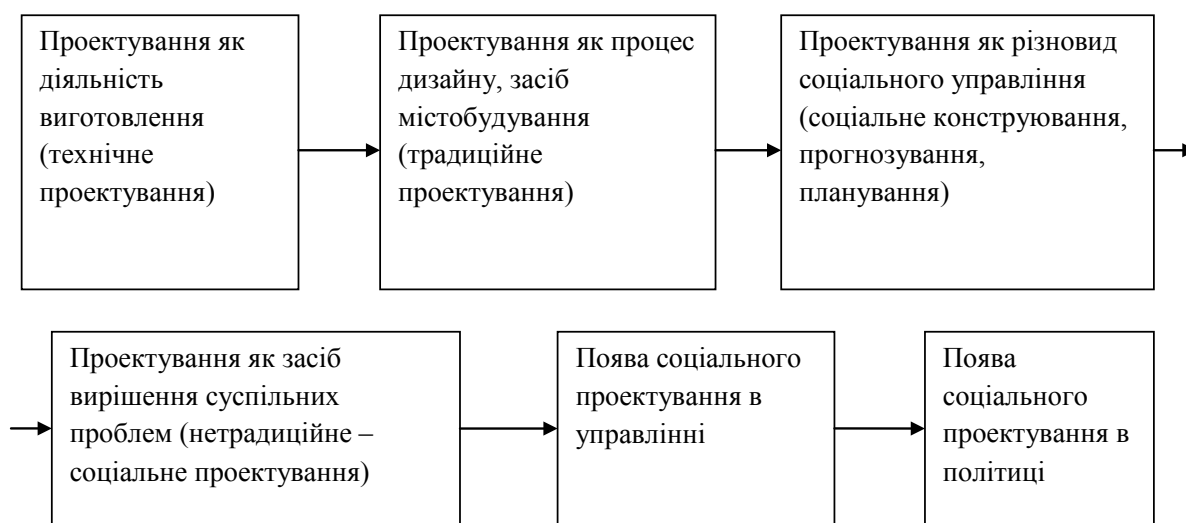 Проектування як
діяльність
виготовлення
(технічне
проектування)
Проектування як процес
дизайну, засіб
містобудування
(традиційне
проектування)
Проектування як різновид
соціального управління
(соціальне конструювання,
прогнозування,
планування)
Проектування як засіб
вирішення суспільних
проблем (нетрадиційне –
соціальне проектування)
Поява соціального
проектування в
управлінні
Поява
соціального
проектування в
політиці